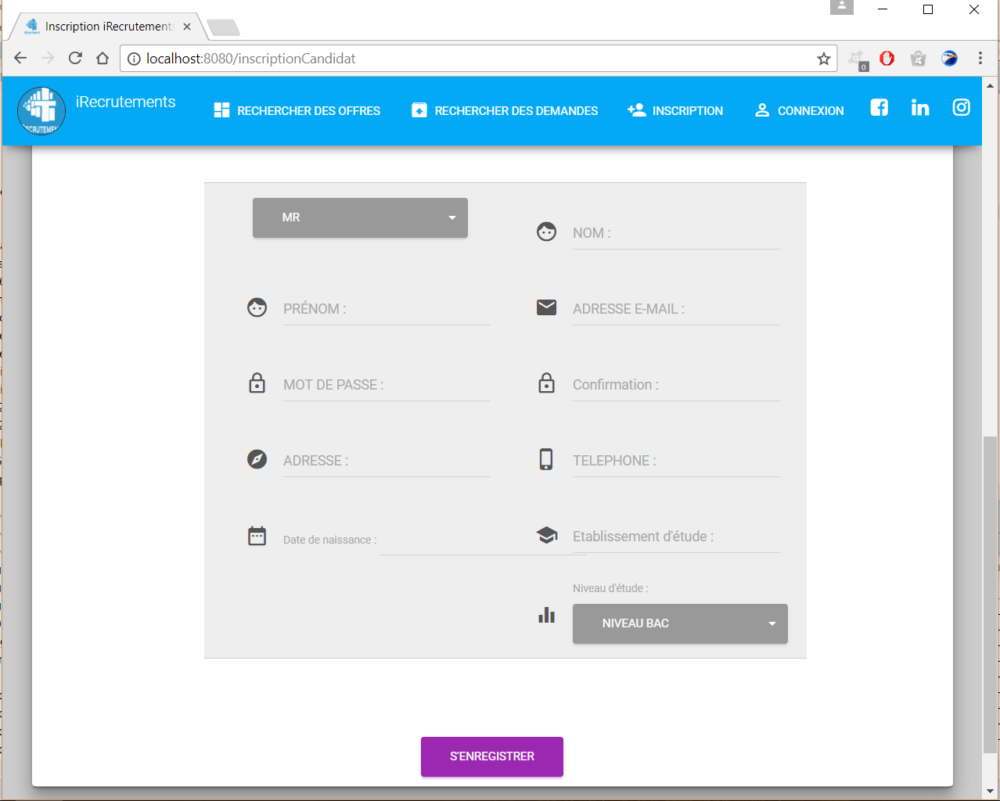 Inscription iRecrutements
localhost:8080/inscriptionCandidat
0
iRecrutements
RECHERCHER DES OFFRES
RECHERCHER DES DEMANDES
INSCRIPTION
CONNEXION
MR
NOM :
PRÉNOM :
ADRESSE E-MAIL :
MOT DE PASSE :
Confirmation :
ADRESSE :
TELEPHONE :
Date de naissance :
Etablissement d'étude :
Niveau d'étude :
NIVEAU BAC
S'ENREGISTRER